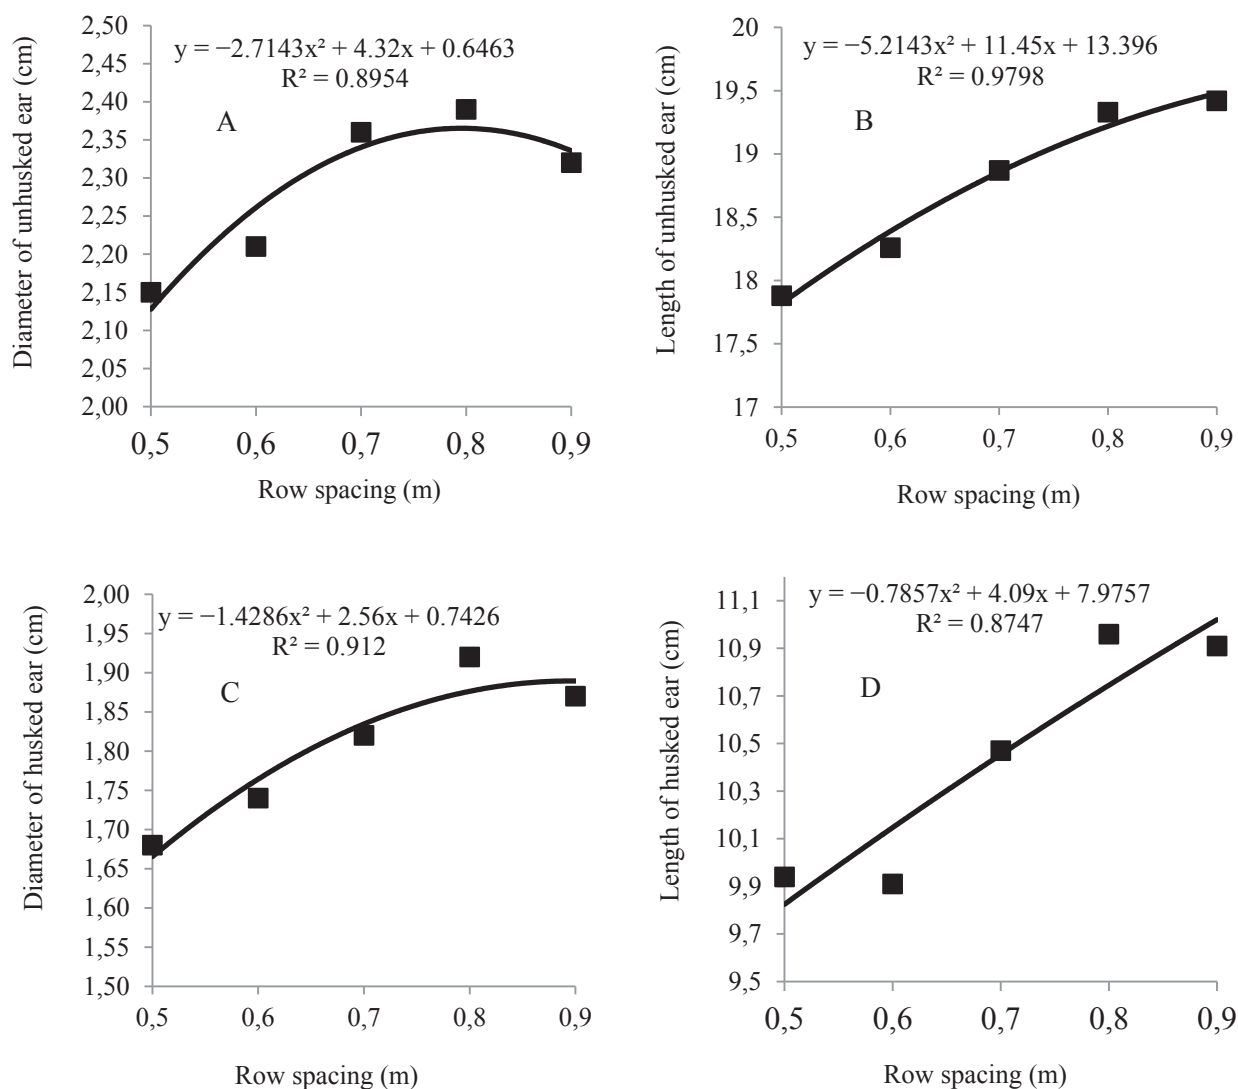 Diameter of unhusked ear (cm)
2,50
2,45
2,40
2,35
2,30
2,25
2,20
2,15
2,10
2,05
2,00
y = −2.7143x² + 4.32x + 0.6463
R² = 0.8954
A
0,5 0,6 0,7 0,8 0,9
Row spacing (m)
Length of unhusked ear (cm)
20
19,5
19
18,5
18
17,5
17
y = −5.2143x² + 11.45x + 13.396
R² = 0.9798
B
0,5 0,6 0,7 0,8 0,9
Row spacing (m)
Diameter of husked ear (cm)
2,00
1,95
1,90
1,85
1,80
1,75
1,70
1,65
1,60
1,55
1,50
y = −1.4286x² + 2.56x + 0.7426
R² = 0.912
C
0,5 0,6 0,7 0,8 0,9
Row spacing (m)
Length of husked ear (cm)
11,1
10,9
10,7
10,5
10,3
10,1
9,9
9,7
9,5
y = −0.7857x² + 4.09x + 7.9757
R² = 0.8747
D
0,5 0,6 0,7 0,8 0,9
Row spacing (m)